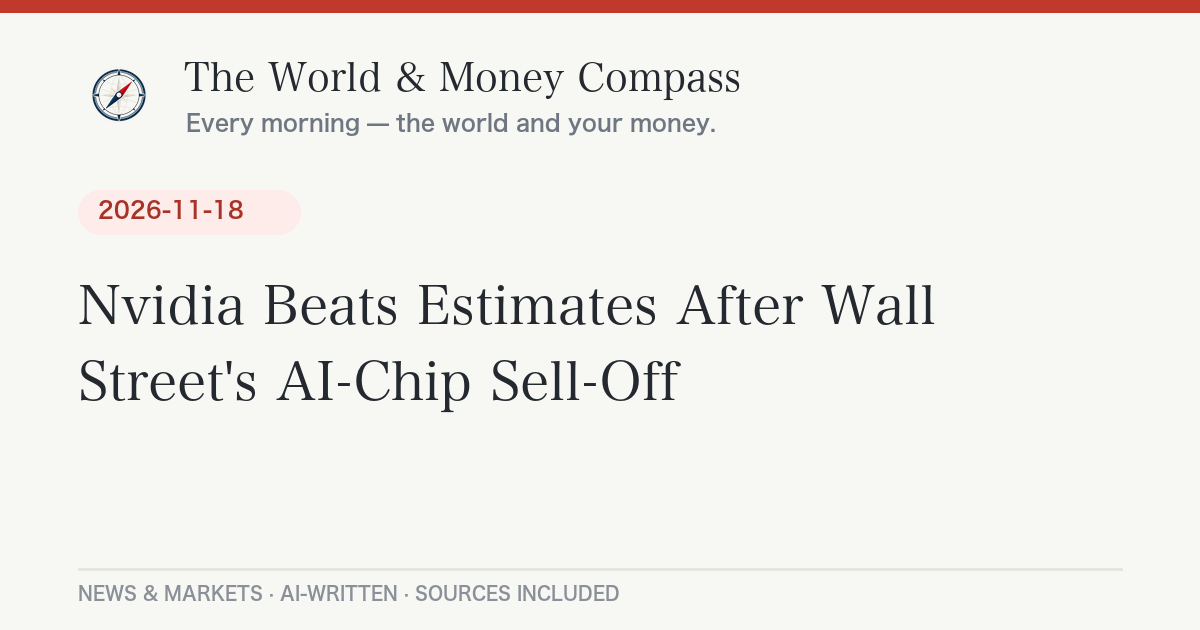 The World & Money Compass
Every morning — the world and your money.
2026-11-18
Nvidia Beats Estimates After Wall
Street's AI-Chip Sell-Off
NEWS & MARKETS · AI-WRITTEN · SOURCES INCLUDED